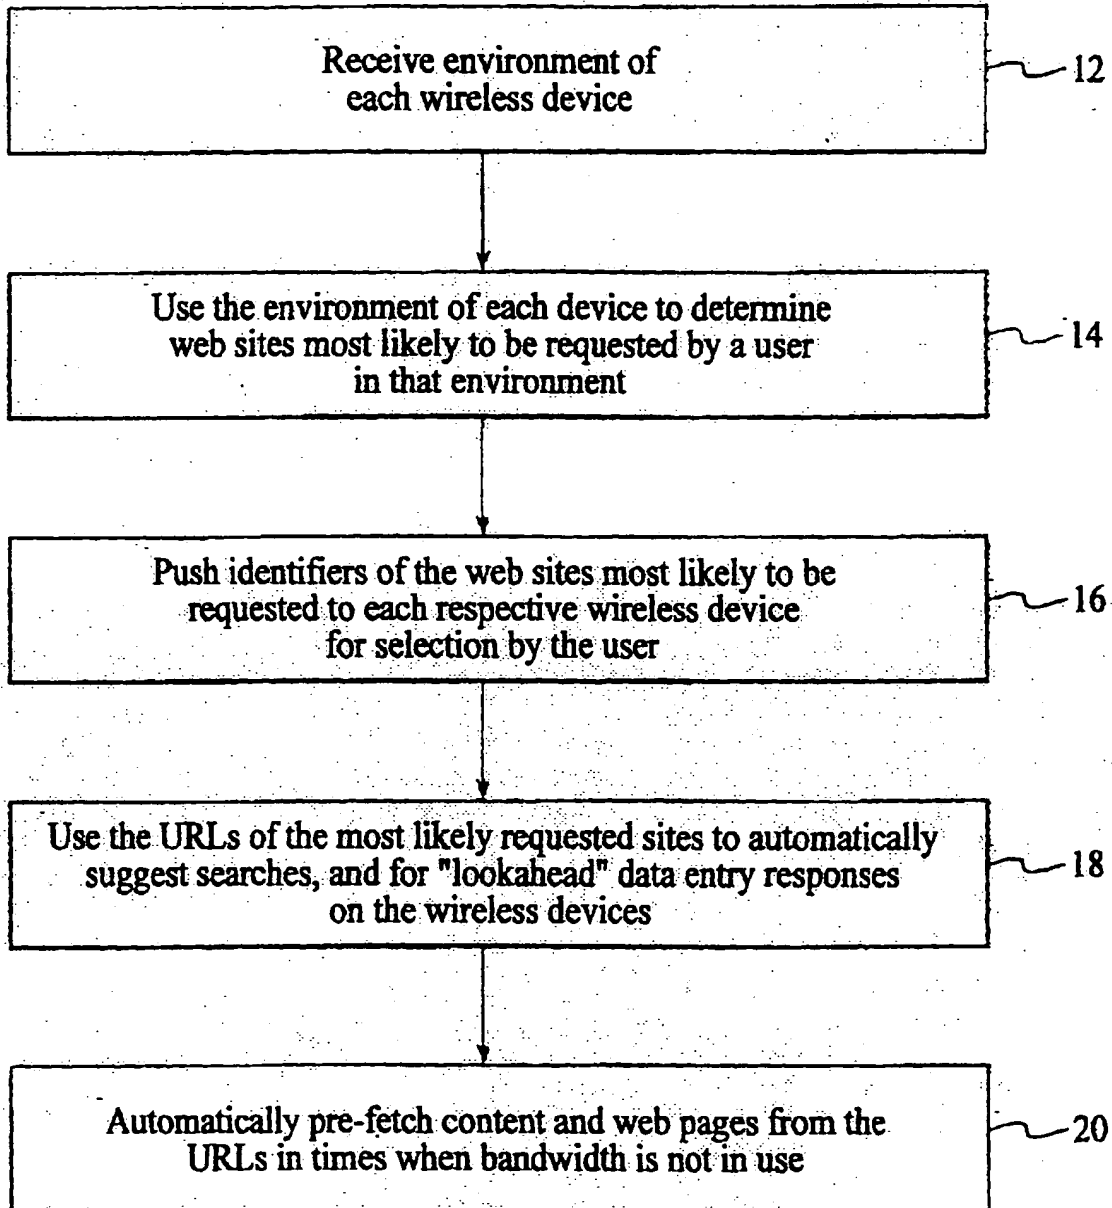 Receive environment of
each wireless device
12
Use the environment of each device to determine
web sites most likely to be requested by a user
in that environment
14
Push identifiers of the web sites most likely to be
requested to each respective wireless device
for selection by the user
16
Use the URLs of the most likely requested sites to automatically
suggest searches, and for "lookahead" data entry responses
on the wireless devices
18
Automatically pre-fetch content and web pages from the
URLs in times when bandwidth is not in use
20